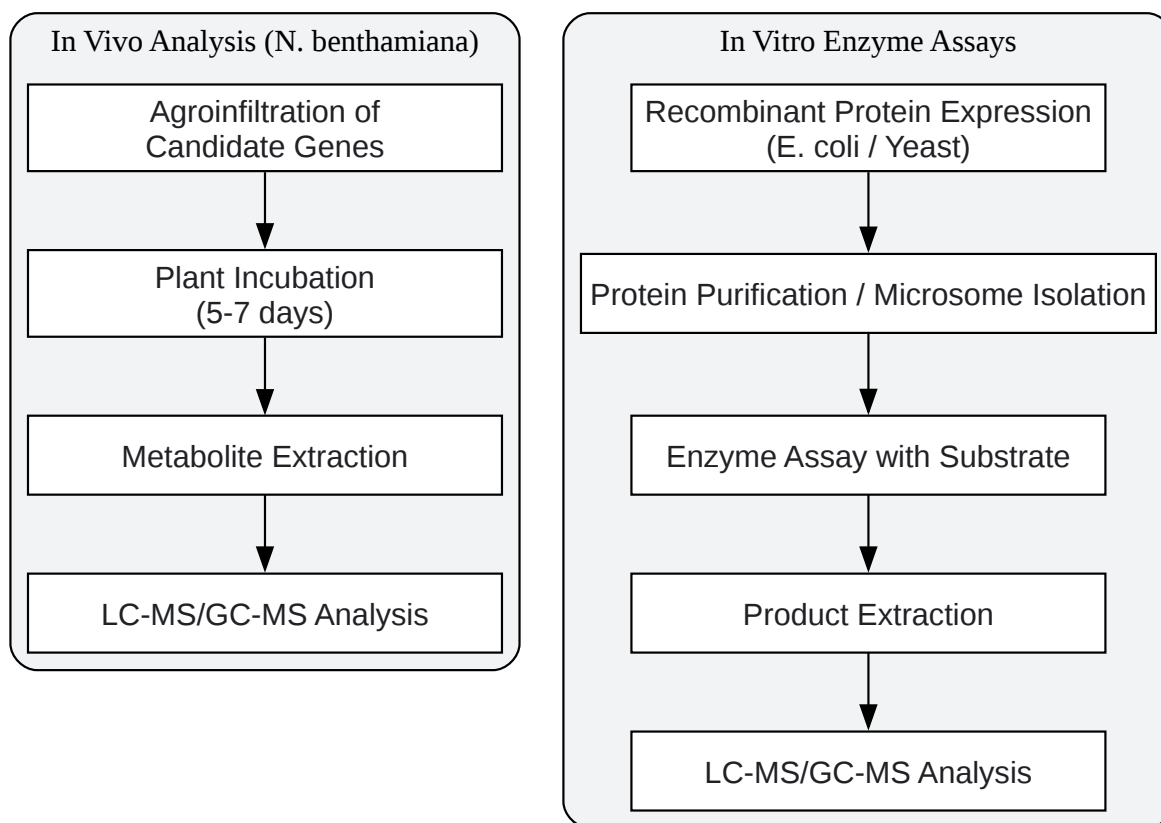 In Vivo Analysis (N. benthamiana)
Agroinfiltration of
Candidate Genes
Plant Incubation
(5-7 days)
Metabolite Extraction
LC-MS/GC-MS Analysis
In Vitro Enzyme Assays
Recombinant Protein Expression
(E. coli / Yeast)
Protein Purification / Microsome Isolation
Enzyme Assay with Substrate
Product Extraction
LC-MS/GC-MS Analysis